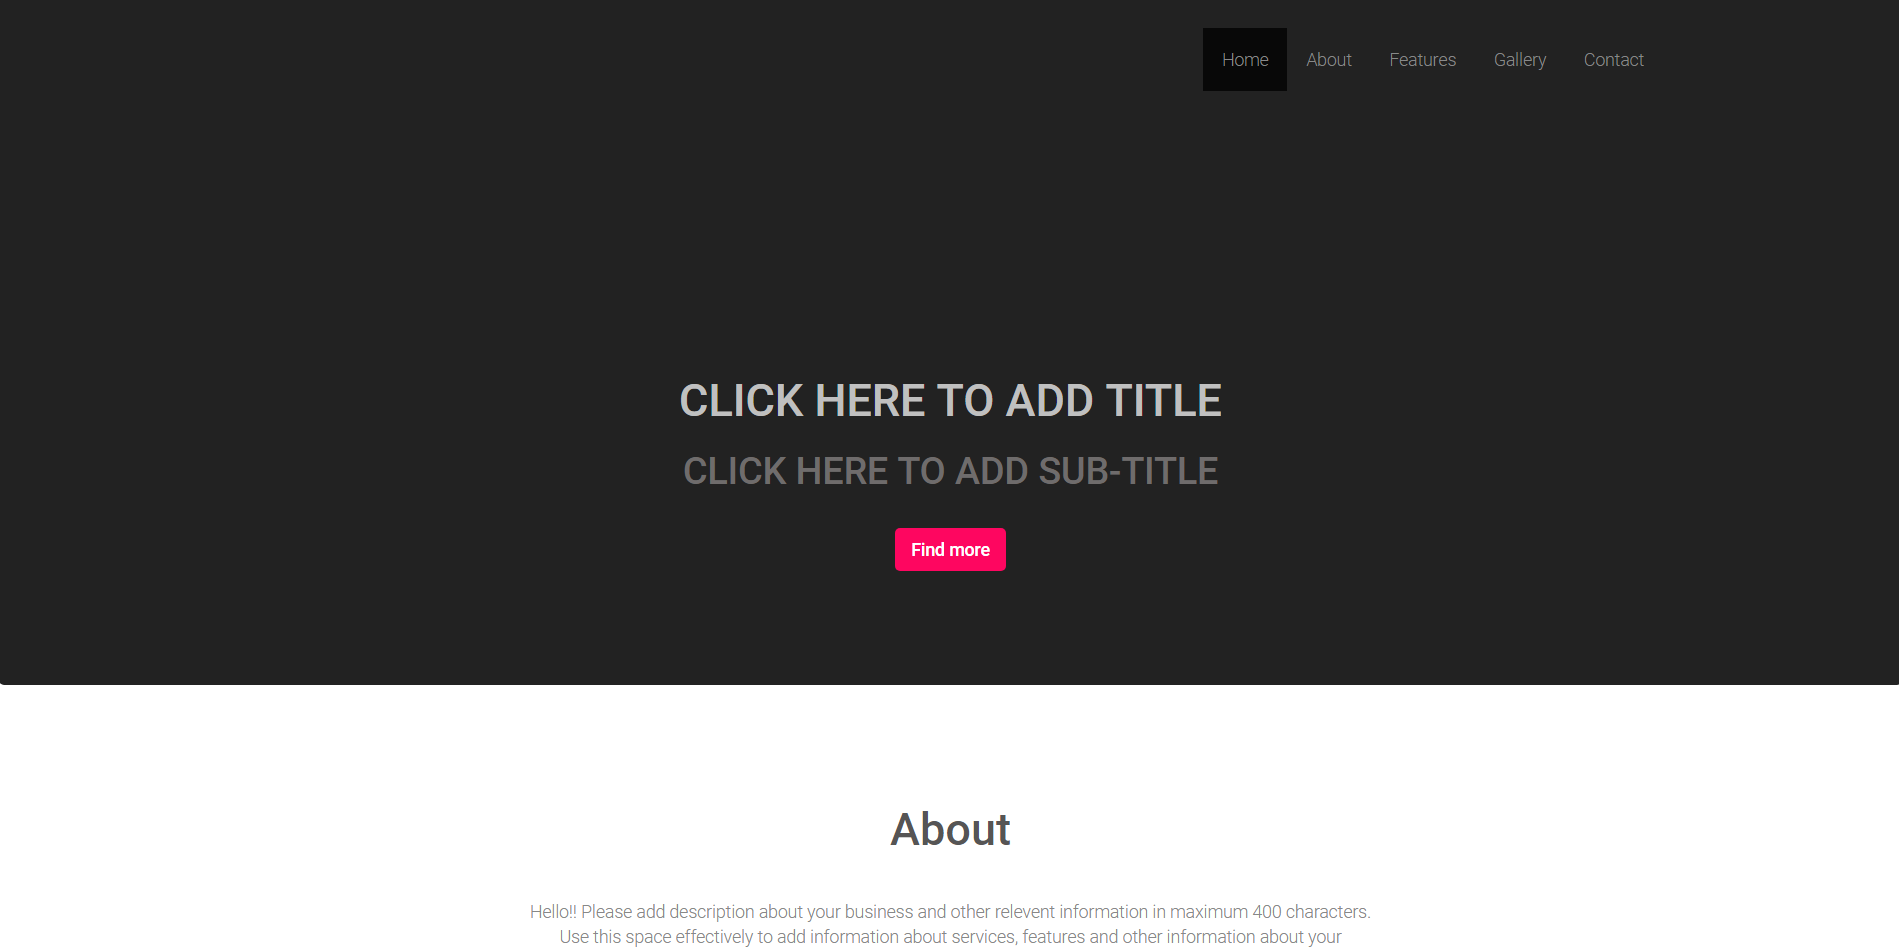 Home About Features Gallery Contact
CLICK HERE TO ADD TITLE
CLICK HERE TO ADD SUB-TITLE
Find more
About
Hello!! Please add description about your business and other relevent information in maximum 400 characters.
Use this space effectively to add information about services, features and other information about your